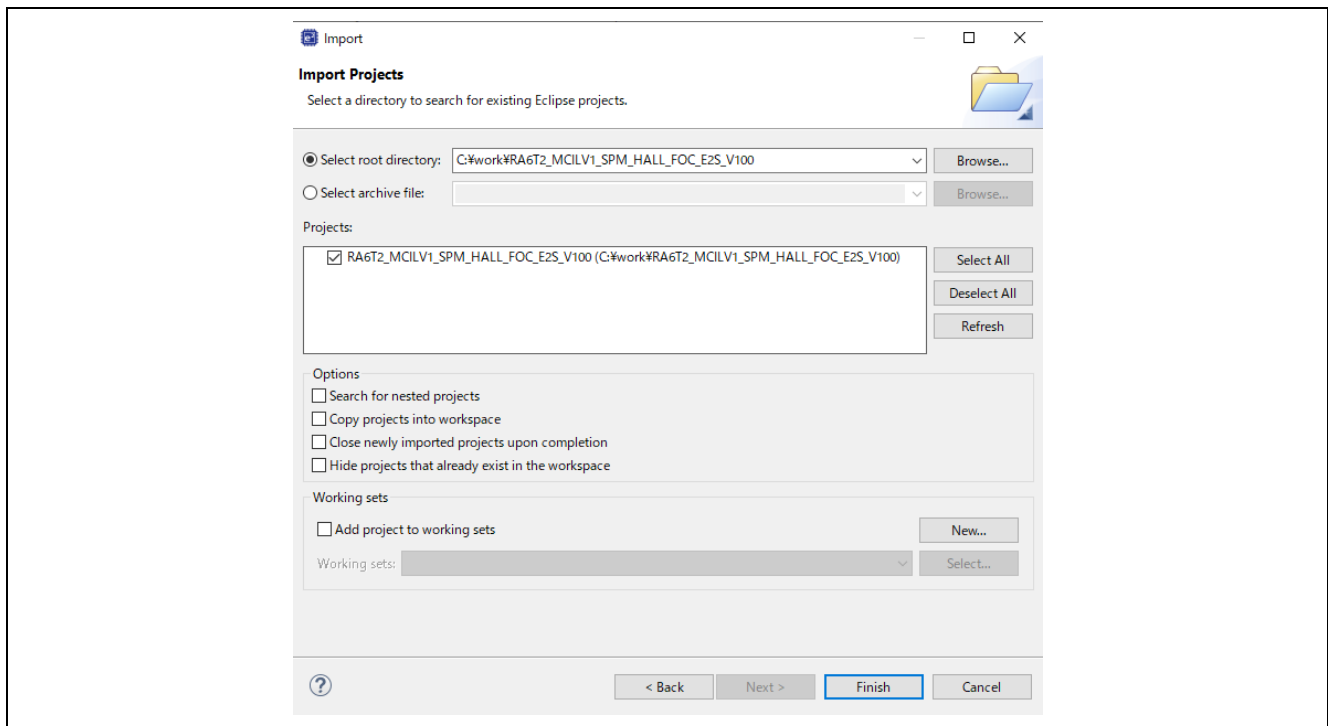 Import
Import Projects
Select a directory to search for existing Eclipse projects.
Select root directory: C:¥work¥RA6T2_MCILV1_SPM_HALL_FOC_E2S_V100 Browse...
Select archive file: Browse...
Projects:
RA6T2_MCILV1_SPM_HALL_FOC_E2S_V100 (C:¥work¥RA6T2_MCILV1_SPM_HALL_FOC_E2S_V100) Select All
Deselect All
Refresh
Options
Search for nested projects
Copy projects into workspace
Close newly imported projects upon completion
Hide projects that already exist in the workspace
Working sets
Add project to working sets New...
Working sets: Select...
? < Back Next > Finish Cancel